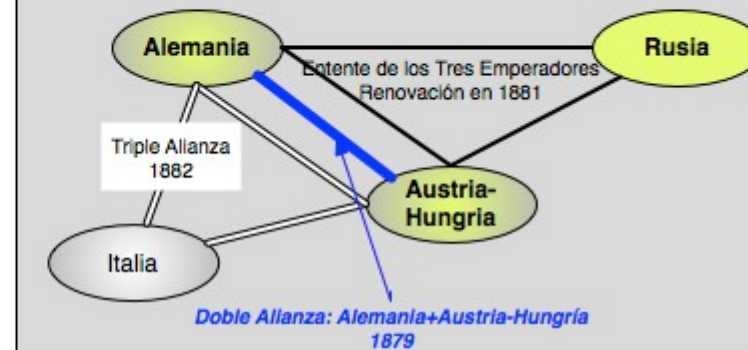 Alemania
Rusia
Entente de los Tres Emperadores
Renovación en 1881
Triple Alianza
1882
Austria-
Hungria
Italia
Doble Alianza: Alemania+Austria-Hungría
1879